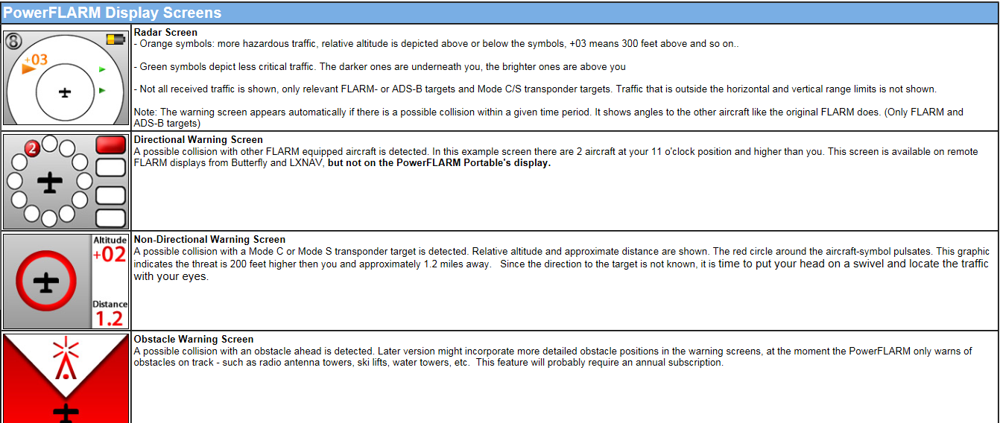 PowerFLARM Display Screens
8
+03
Radar Screen
- Orange symbols: more hazardous traffic, relative altitude is depicted above or below the symbols, +03 means 300 feet above and so on..
- Green symbols depict less critical traffic. The darker ones are underneath you, the brighter ones are above you
- Not all received traffic is shown, only relevant FLARM- or ADS-B targets and Mode C/S transponder targets. Traffic that is outside the horizontal and vertical range limits is not shown.
Note: The warning screen appears automatically if there is a possible collision within a given time period. It shows angles to the other aircraft like the original FLARM does. (Only FLARM and
ADS-B targets)
2
Directional Warning Screen
A possible collision with other FLARM equipped aircraft is detected. In this example screen there are 2 aircraft at your 11 o'clock position and higher than you. This screen is available on remote
FLARM displays from Butterfly and LXNAV, but not on the PowerFLARM Portable's display.
Altitude
+02
Distance
1.2
Non-Directional Warning Screen
A possible collision with a Mode C or Mode S transponder target is detected. Relative altitude and approximate distance are shown. The red circle around the aircraft-symbol pulsates. This graphic
indicates the threat is 200 feet higher then you and approximately 1.2 miles away. Since the direction to the target is not known, it is time to put your head on a swivel and locate the traffic
with your eyes.
Obstacle Warning Screen
A possible collision with an obstacle ahead is detected. Later version might incorporate more detailed obstacle positions in the warning screens, at the moment the PowerFLARM only warns of
obstacles on track - such as radio antenna towers, ski lifts, water towers, etc. This feature will probably require an annual subscription.